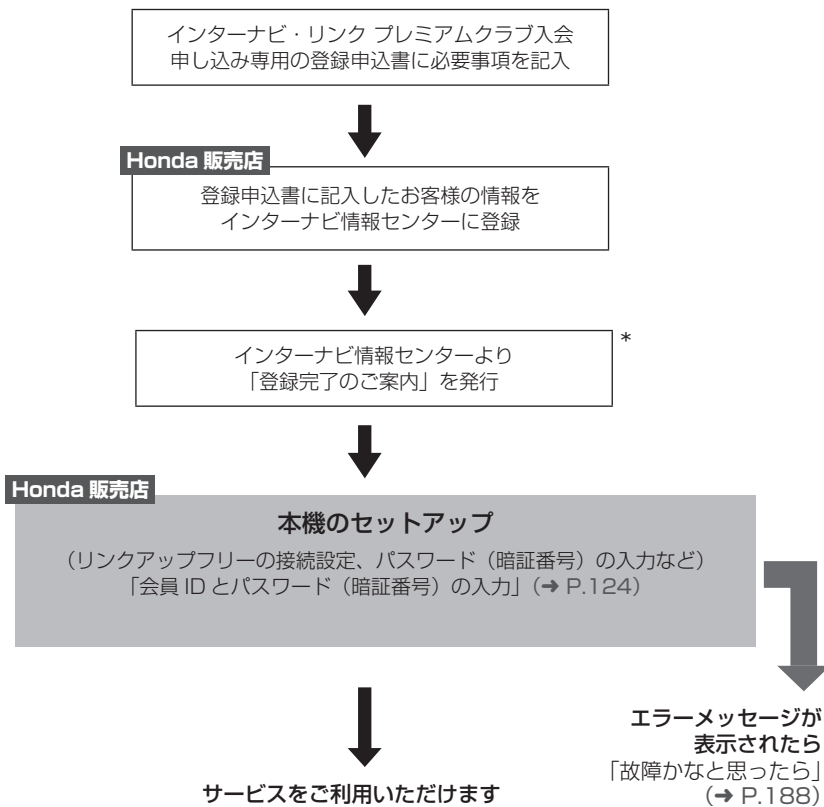 インターナビ・リンク プレミアムクラブ入会
申し込み専用の登録申込書に必要事項を記入
Honda 販売店
登録申込書に記入したお客様の情報を
インターナビ情報センターに登録
インターナビ情報センターより
「登録完了のご案内」を発行
*
Honda 販売店
本機のセットアップ
(リンクアップフリーの接続設定、パスワード(暗証番号)の入力など)
「会員 ID とパスワード(暗証番号)の入力」(➔ P.124)
エラーメッセージが
表示されたら
「故障かなと思ったら」
(➔ P.188)
サービスをご利用いただけます